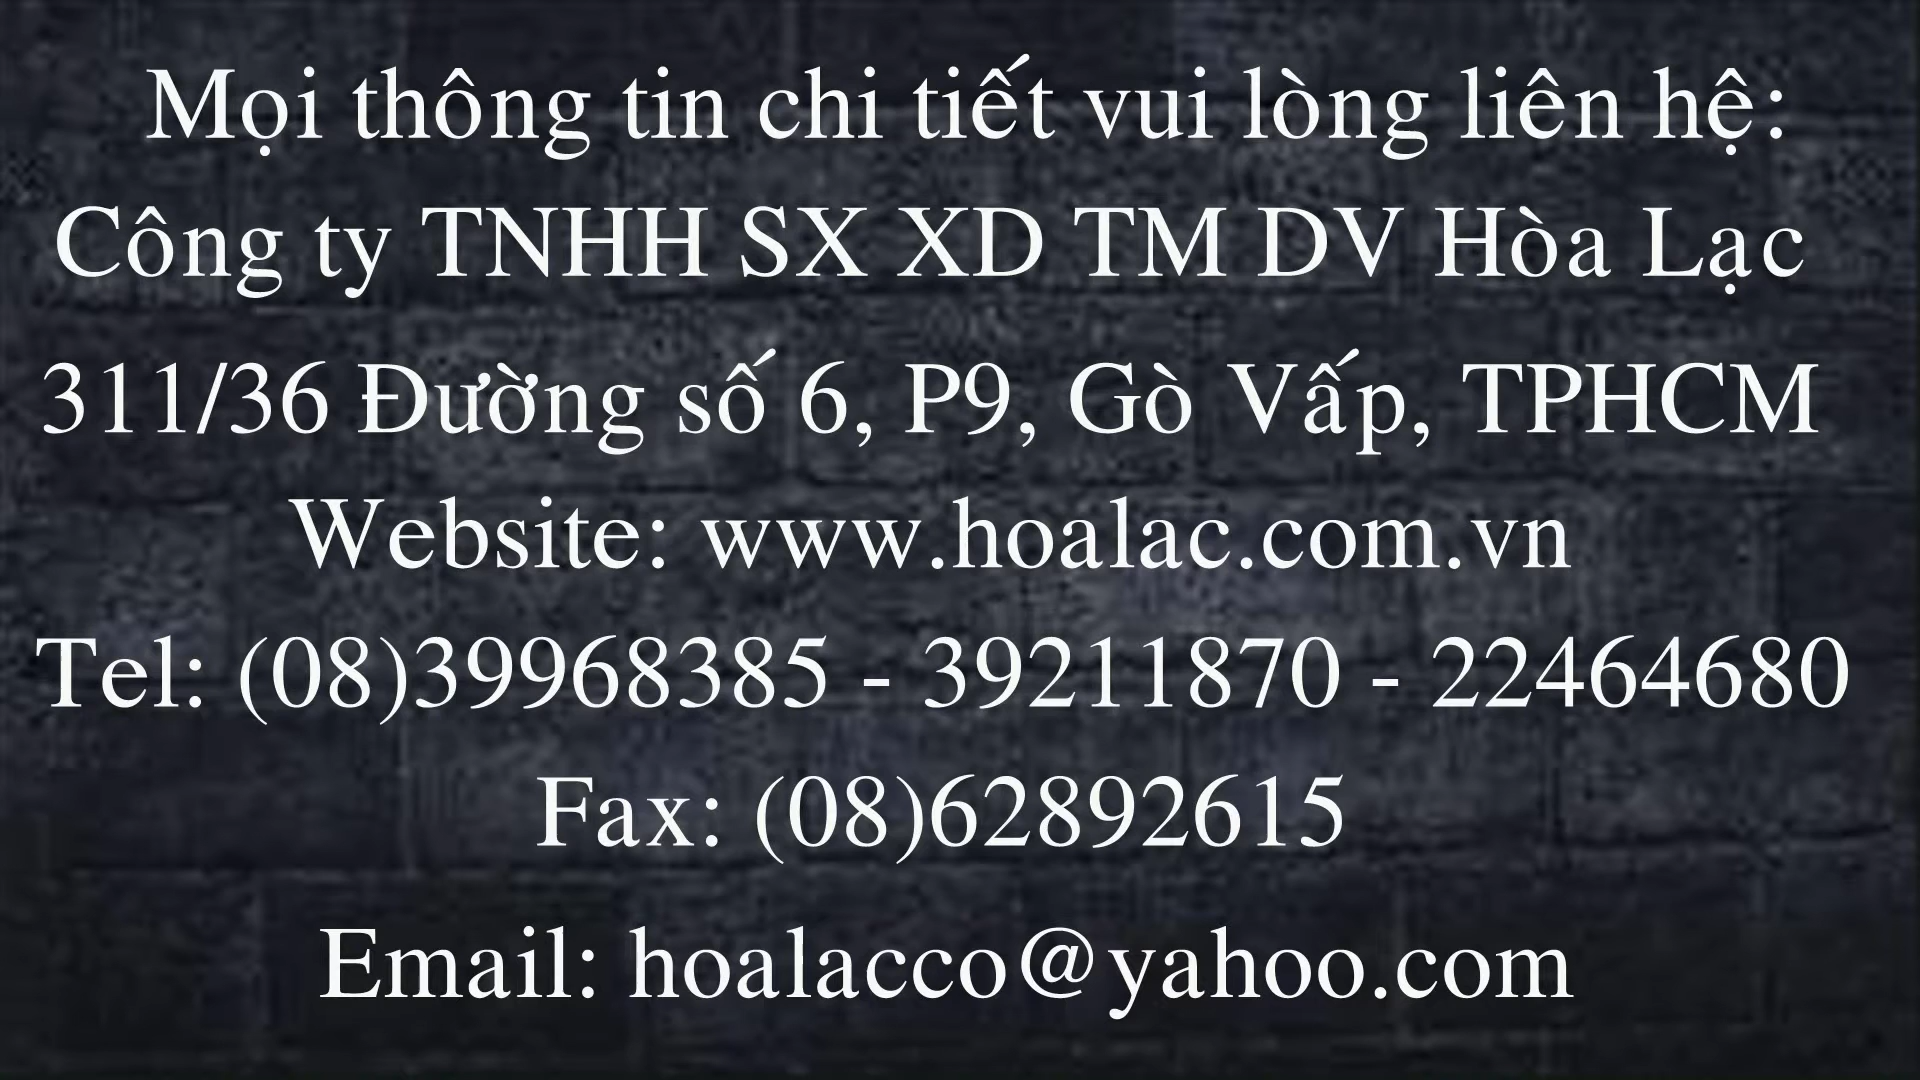 Mọi thông tin chi tiết vui lòng liên hệ:
Công ty TNHH SX XD TM DV Hòa Lạc
311/36 Đường số 6, P9, Gò Vấp, TPHCM
Website: www.hoalac.com.vn
Tel: (08)39968385 - 39211870 - 22464680
Fax: (08)62892615
Email: hoalacco@yahoo.com